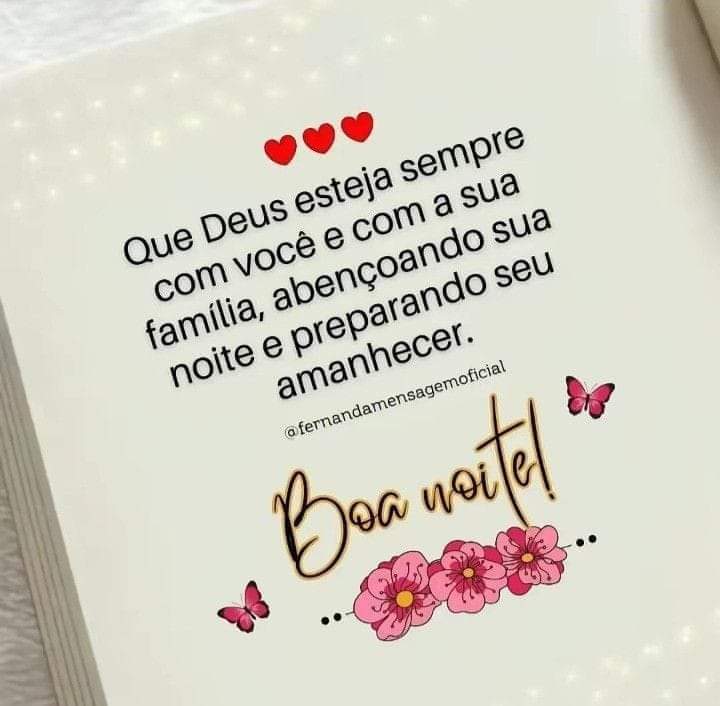 Que Deus esteja sempre
com você e com a sua
família, abençoando sua
noite e preparando seu
amanhecer.
@fernandamensagemoficial
Boa noite!